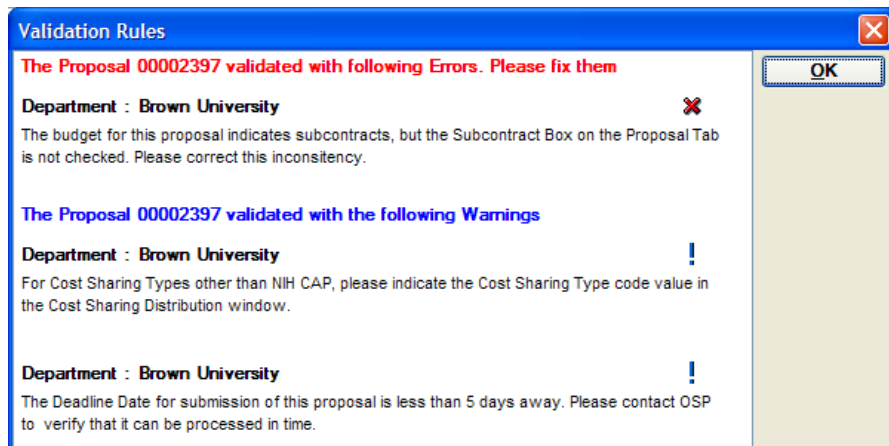 Validation Rules
The Proposal 00002397 validated with following Errors. Please fix them
OK
Department : Brown University
The budget for this proposal indicates subcontracts, but the Subcontract Box on the Proposal Tab
is not checked. Please correct this inconsitency.
The Proposal 00002397 validated with the following Warnings
Department : Brown University
!
For Cost Sharing Types other than NIH CAP, please indicate the Cost Sharing Type code value in
the Cost Sharing Distribution window.
Department : Brown University
!
The Deadline Date for submission of this proposal is less than 5 days away. Please contact OSP
to verify that it can be processed in time.